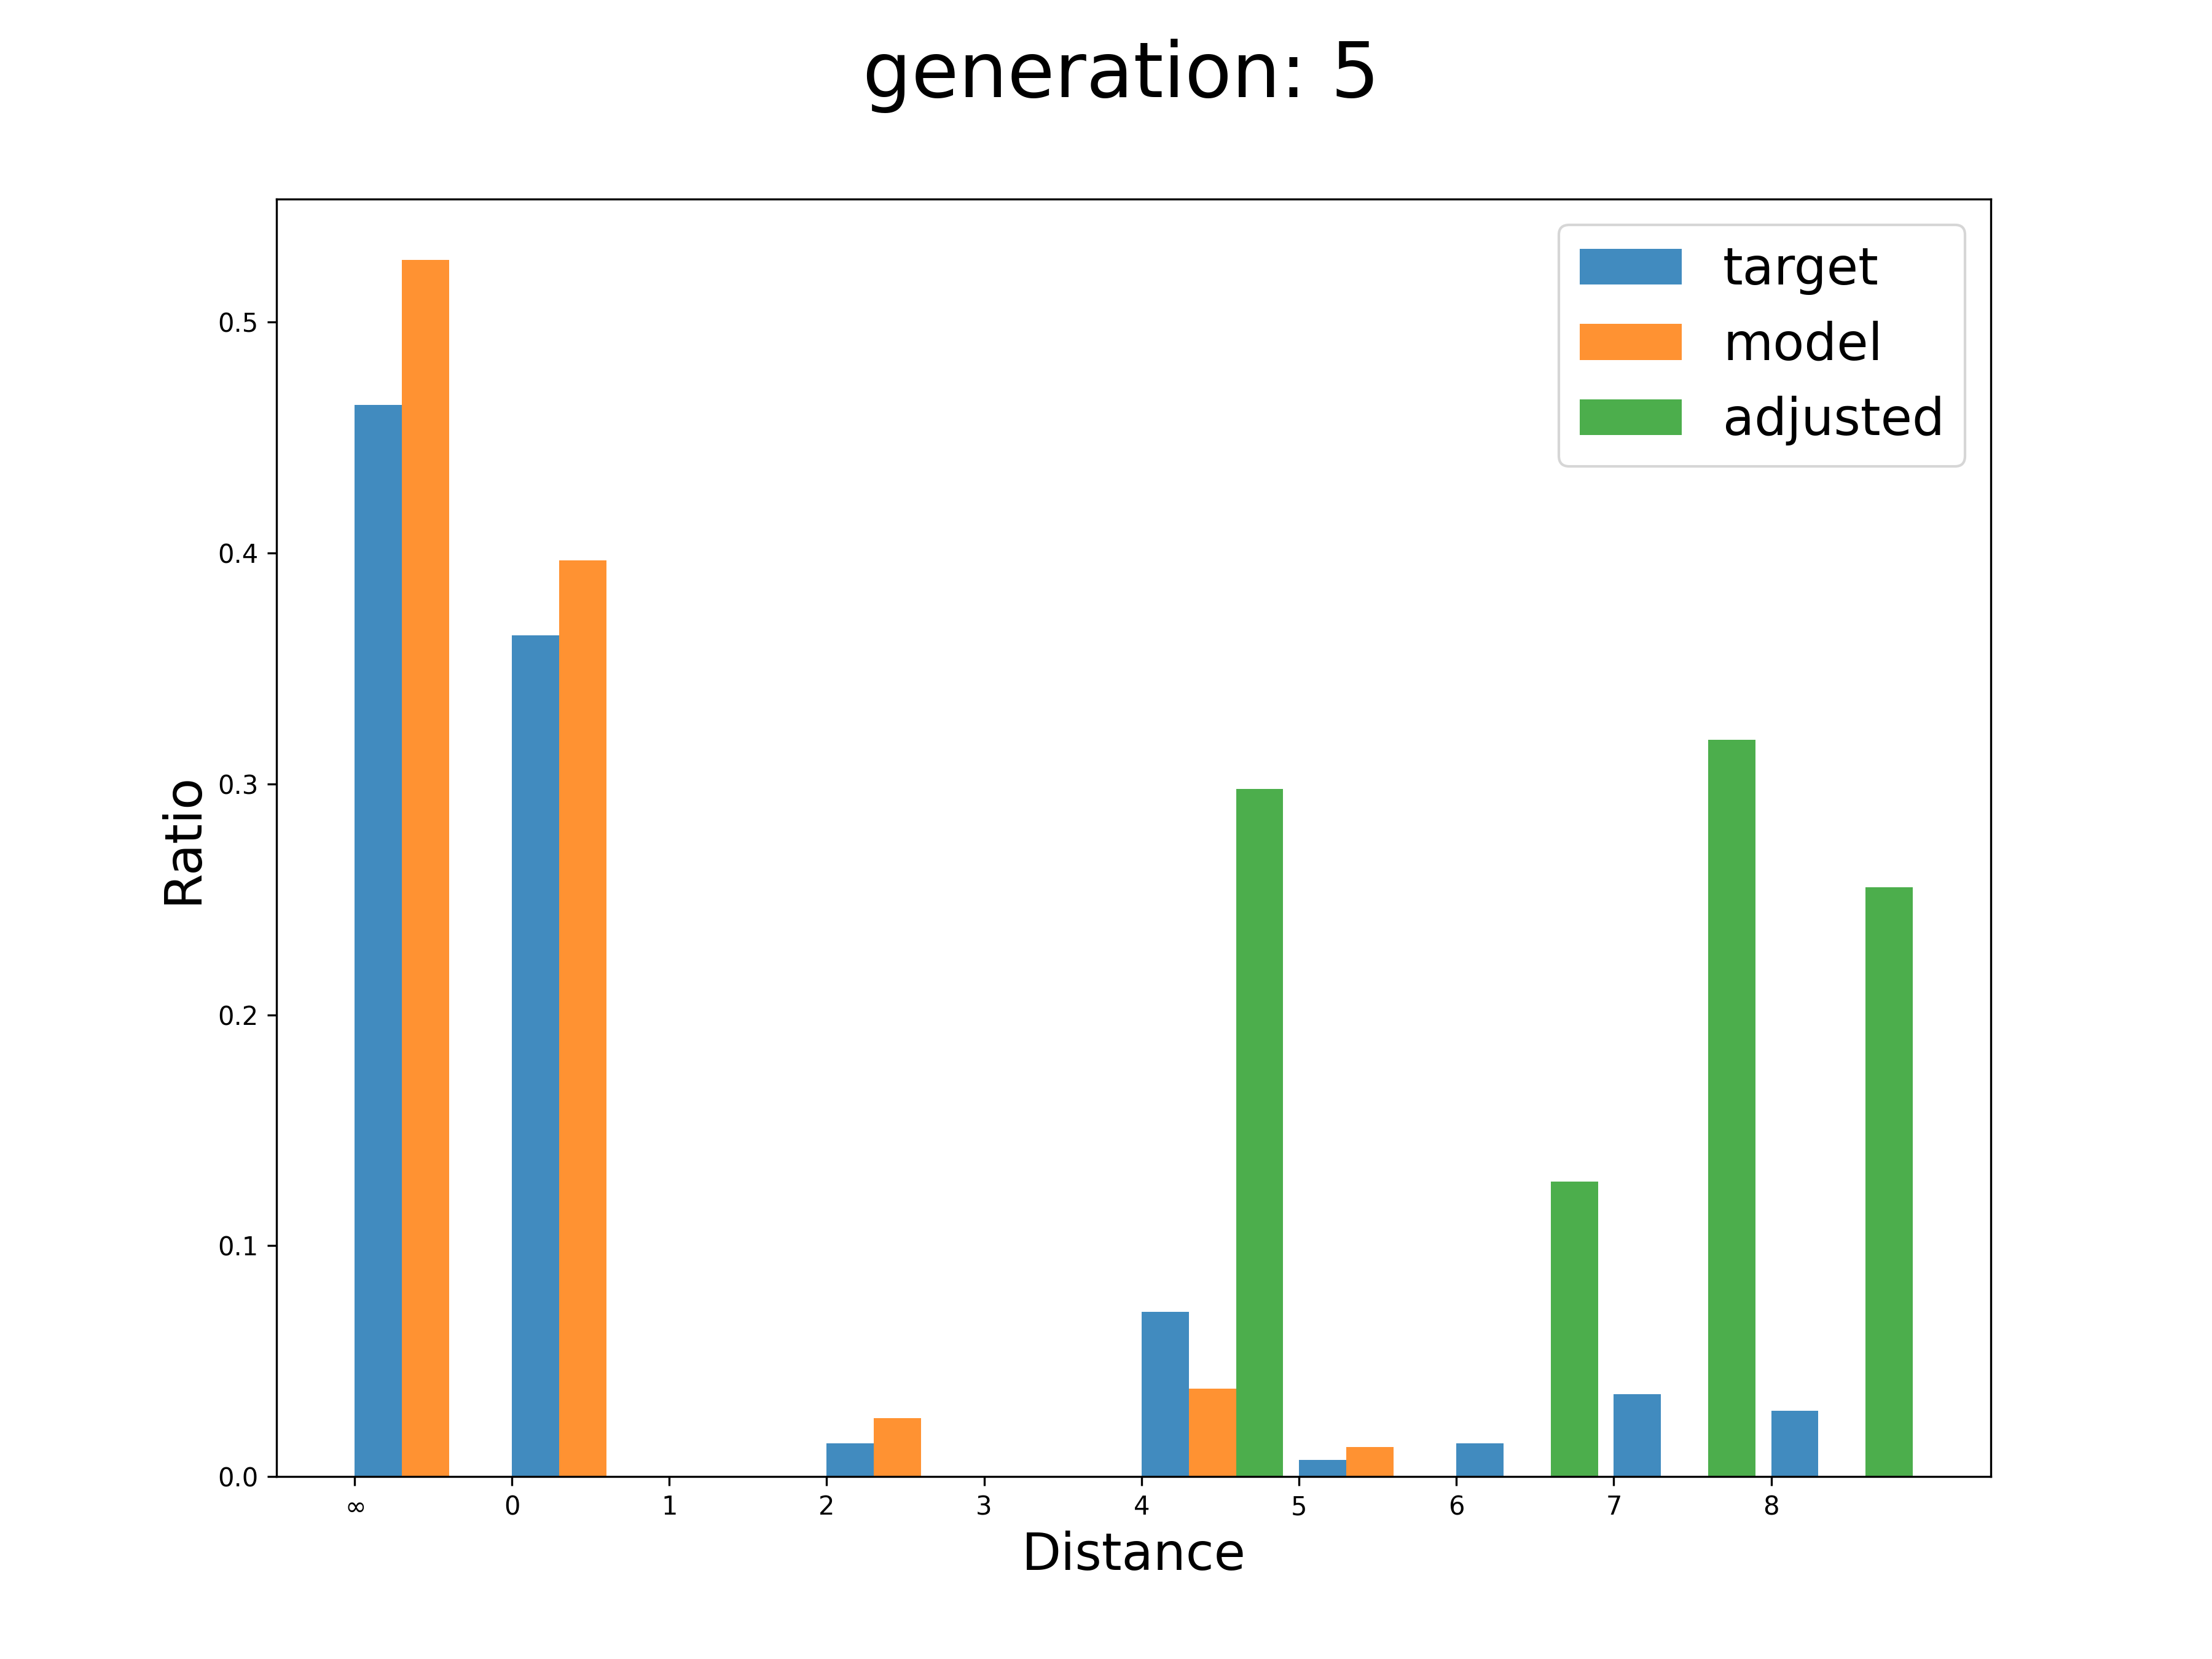 generation: 5
target
model
adjusted
Ratio
0.5
0.4
0.3
0.2
0.1
0.0
∞ 0 1 2 3 4 5 6 7 8
Distance